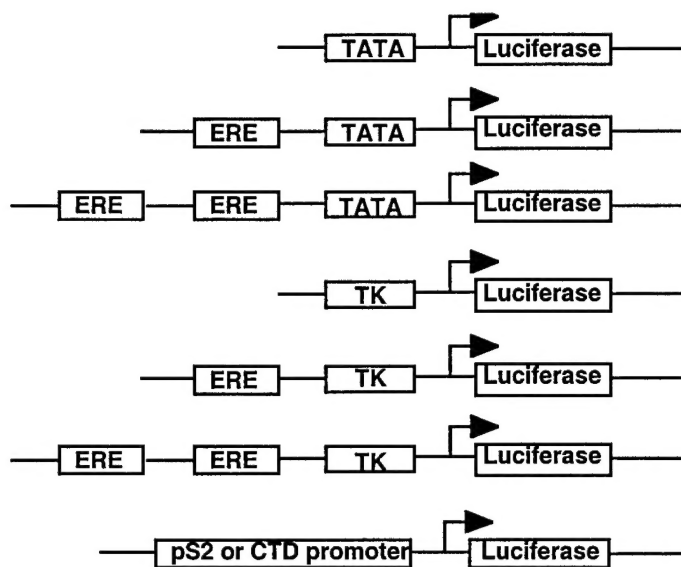 TATA Luciferase
ERE TATA Luciferase
ERE ERE TATA Luciferase
TK Luciferase
ERE TK Luciferase
ERE ERE TK Luciferase
pS2 or CTD promoter Luciferase